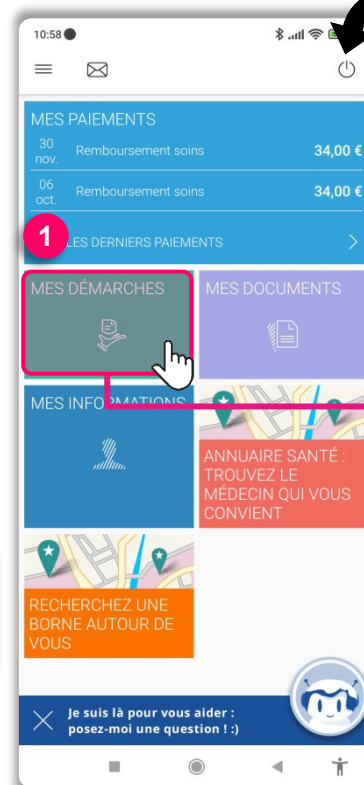 10:58
MES PAIEMENTS
30 nov. Remboursement soins 34,00 €
06 oct. Remboursement soins 34,00 €
1
LES DERNIERS PAIEMENTS
MES DÉMARCHES
MES DOCUMENTS
MES INFORMATIONS
ANNUAIRE SANTÉ :
TROUVEZ LE
MÉDECIN QUI VOUS
CONVIENT
RECHERCHEZ UNE
BORNE AUTOUR DE
VOUS
Je suis là pour vous aider :
posez-moi une question ! :)